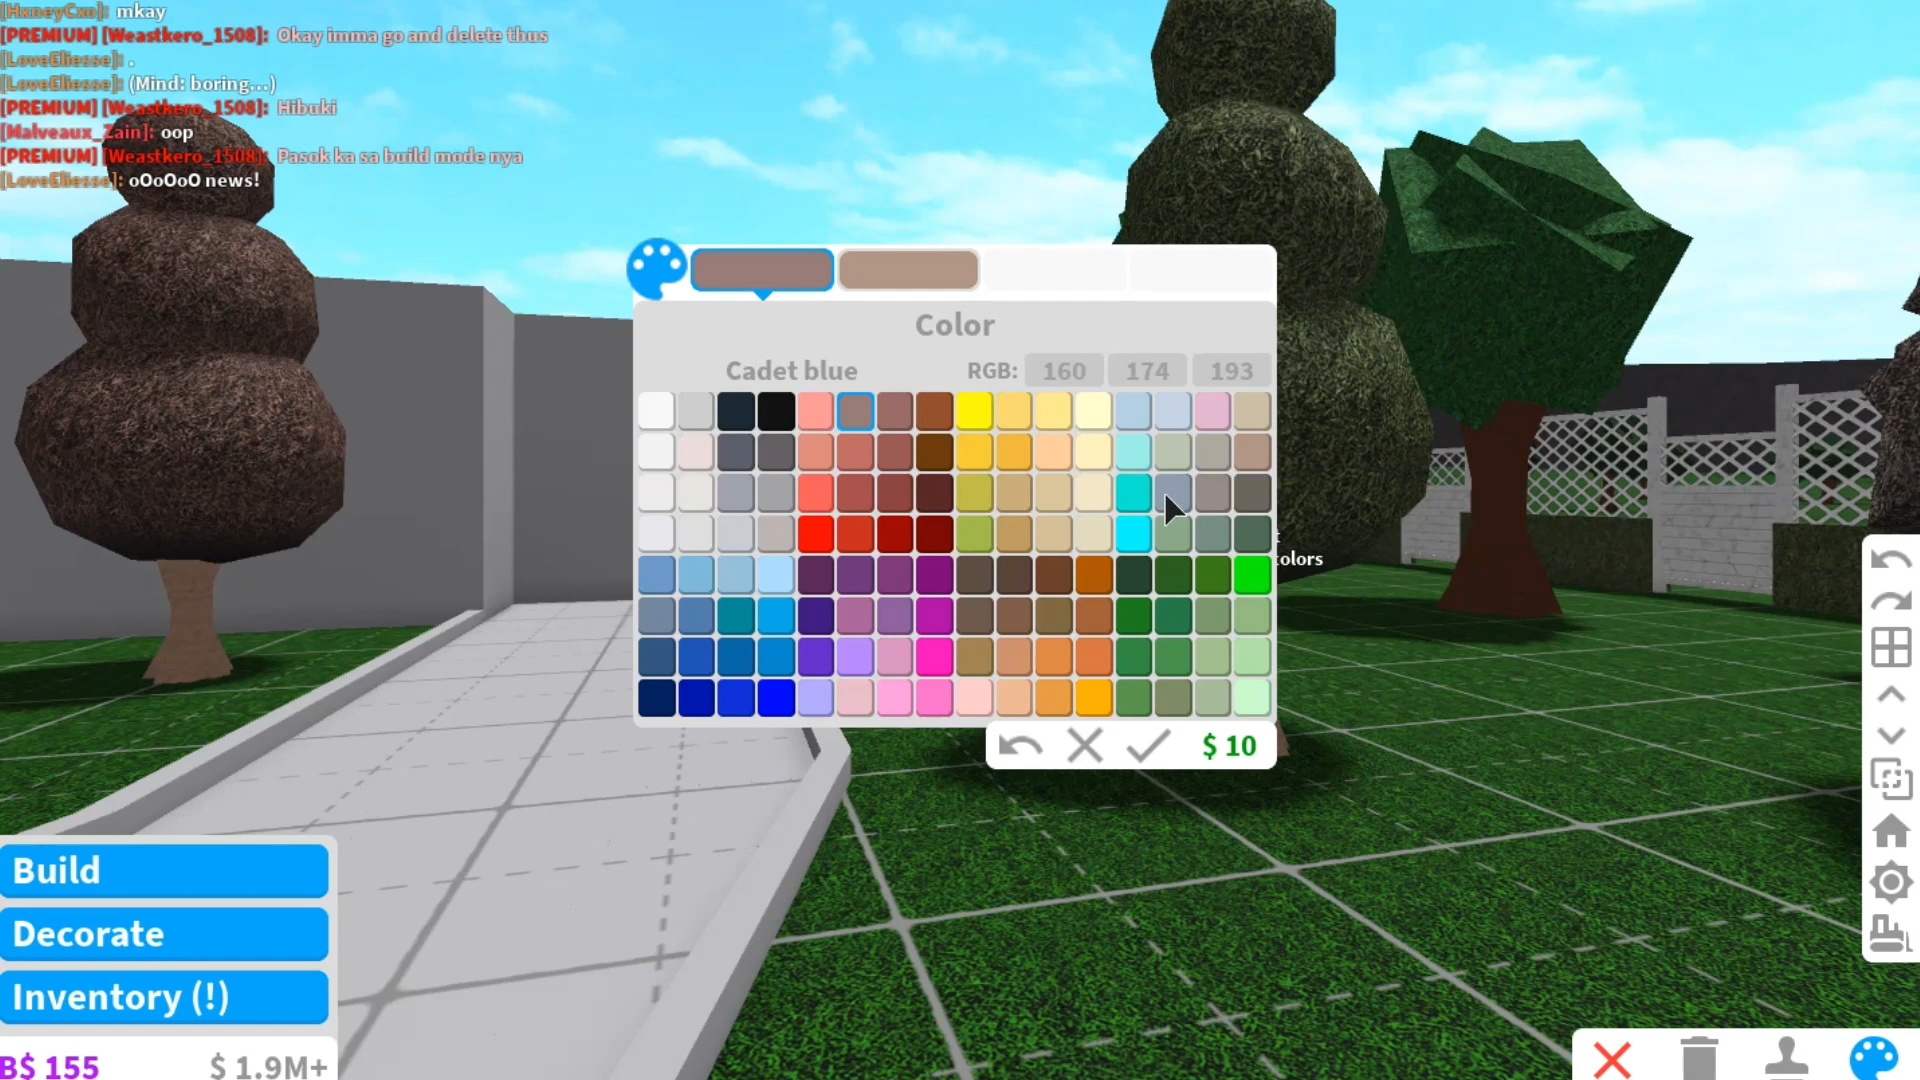 [HxneyCxo]: mkay
[PREMIUM] [Weastkero_1508]: Okay imma go and delete thus
[LoveEliesse]: .
[LoveEliesse]: (Mind: boring...)
[PREMIUM] [Weastkero_1508]: Hibuki
[Malveaux_Zain]: oop
[PREMIUM] [Weastkero_1508]: Pasok ka sa build mode nya
[LoveEliesse]: oOoOoO news!
Color
Cadet blue RGB: 160 174 193
colors
$ 10
Build
Decorate
Inventory (!)
B$ 155 $ 1.9M+